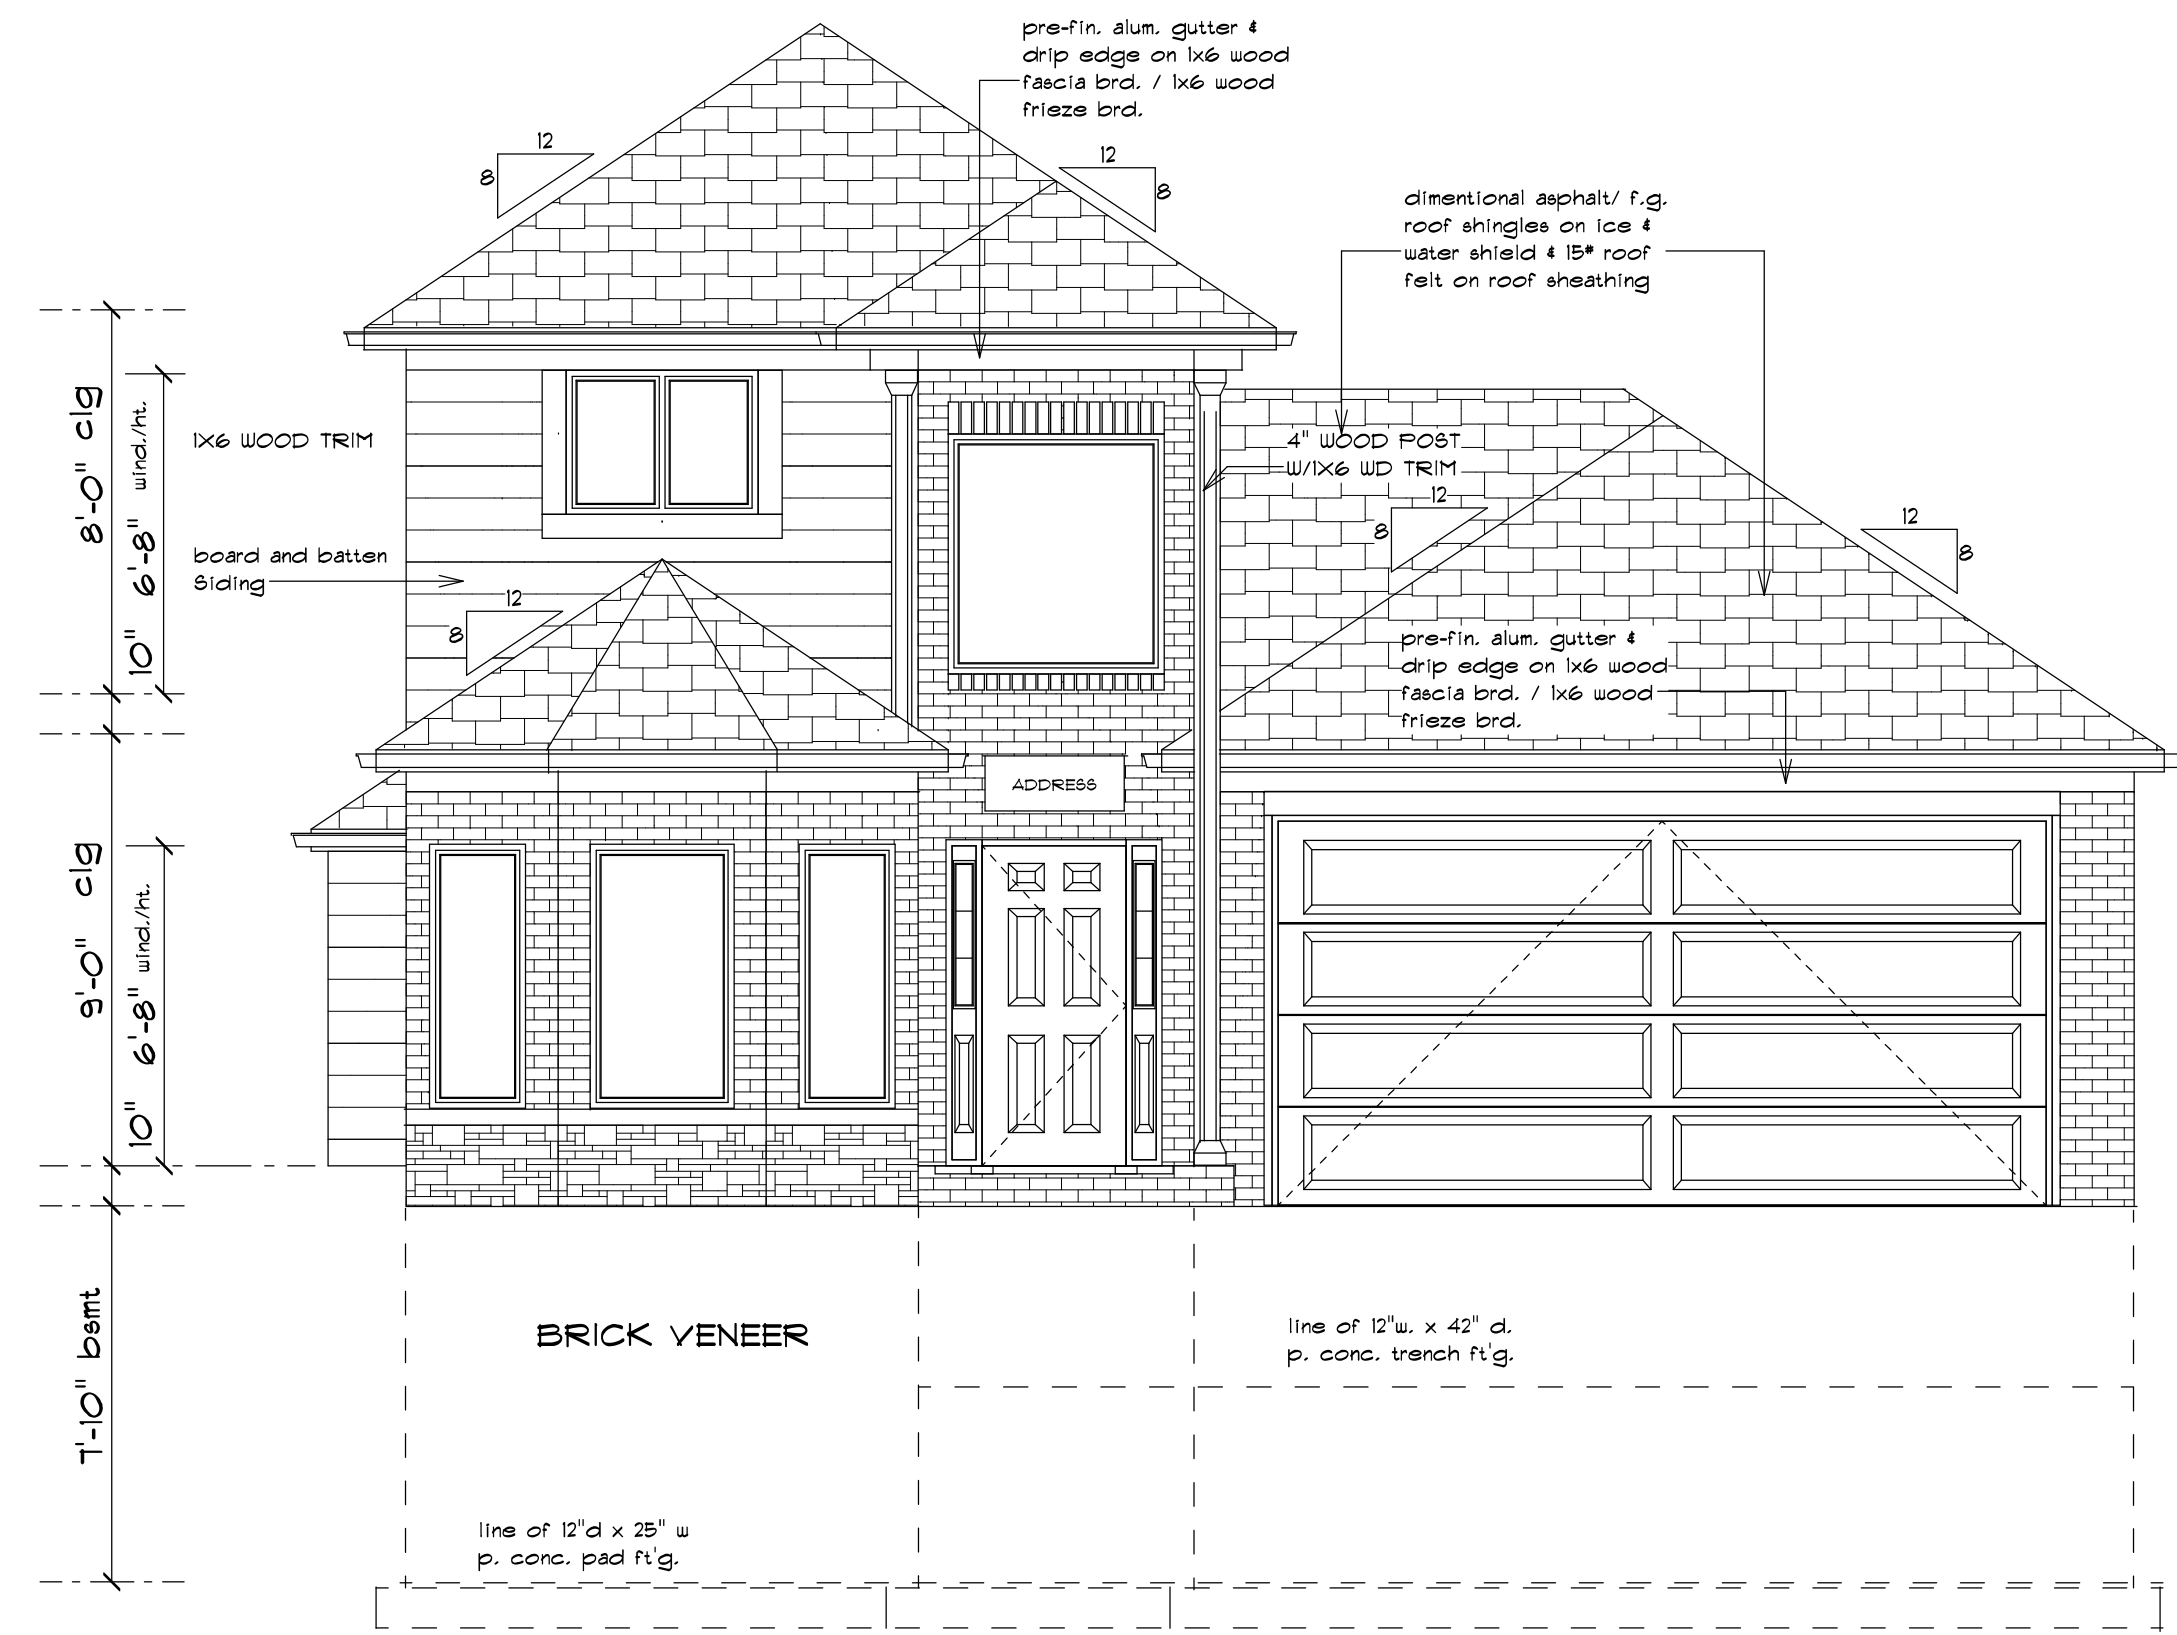 pre-fin. alum. gutter &
drip edge on 1x6 wood
fascia brd. / 1x6 wood
frieze brd.
12
8
12
8
dimentional asphalt/ f.g.
roof shingles on ice &
water shield & 15# roof
felt on roof sheathing
8'-0" clg
10" 6'-8" wind./ht.
1X6 WOOD TRIM
4" WOOD POST
W/1X6 WD TRIM
12
8
12
8
board and batten
Siding
12
8
pre-fin. alum. gutter &
drip edge on 1x6 wood
fascia brd. / 1x6 wood
frieze brd.
ADDRESS
9'-0" clg
10" 6'-8" wind./ht.
7'-10" bsmt
BRICK VENEER
line of 12"w. x 42" d.
p. conc. trench ft'g.
line of 12"d x 25" w
p. conc. pad ft'g.